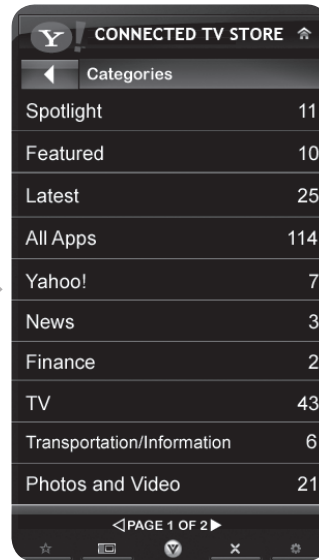 Y! CONNECTED TV STORE
Categories
Spotlight 11
Featured 10
Latest 25
All Apps 114
Yahoo! 7
News 3
Finance 2
TV 43
Transportation/Information 6
Photos and Video 21
PAGE 1 OF 2